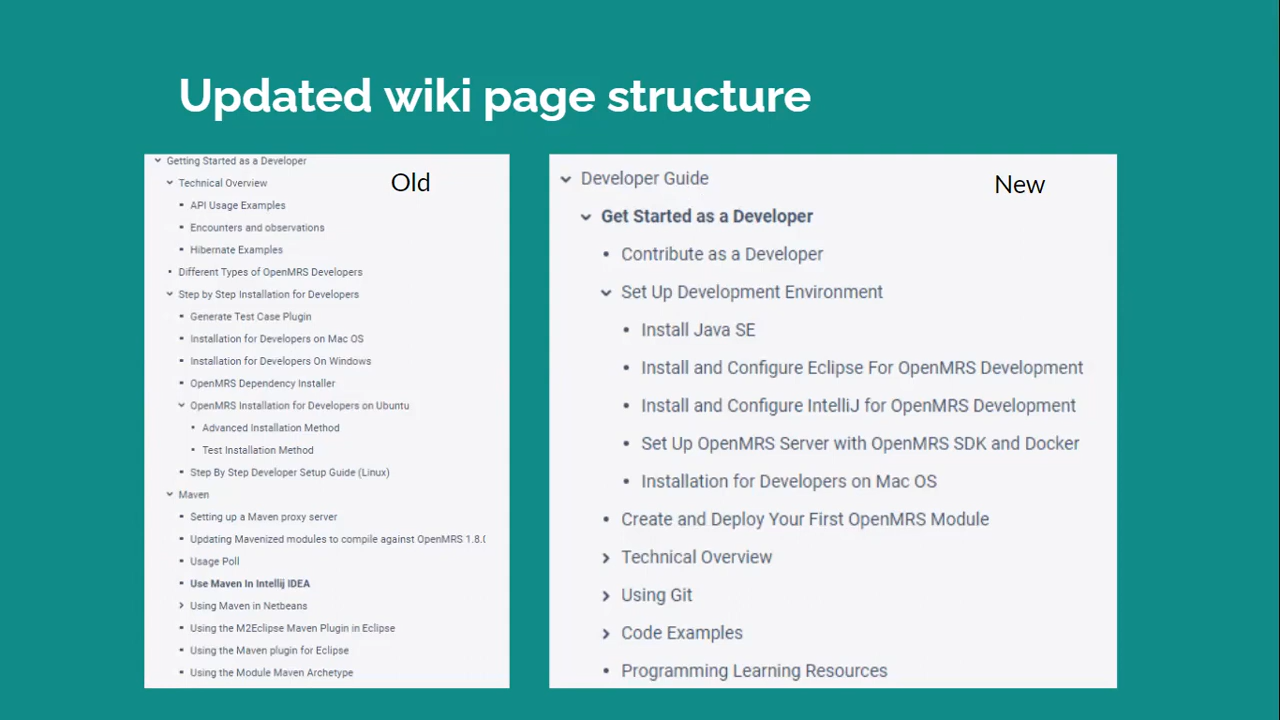 Updated wiki page structure
Old
Getting Started as a Developer
Technical Overview
API Usage Examples
Encounters and observations
Hibernate Examples
Different Types of OpenMRS Developers
Step by Step Installation for Developers
Generate Test Case Plugin
Installation for Developers on Mac OS
Installation for Developers On Windows
OpenMRS Dependency Installer
OpenMRS Installation for Developers on Ubuntu
Advanced Installation Method
Test Installation Method
Step By Step Developer Setup Guide (Linux)
Maven
Setting up a Maven proxy server
Updating Mavenized modules to compile against OpenMRS 1.8.0
Usage Poll
Use Maven In Intellij IDEA
Using Maven in Netbeans
Using the M2Eclipse Maven Plugin in Eclipse
Using the Maven plugin for Eclipse
Using the Module Maven Archetype
New
Developer Guide
Get Started as a Developer
Contribute as a Developer
Set Up Development Environment
Install Java SE
Install and Configure Eclipse For OpenMRS Development
Install and Configure IntelliJ for OpenMRS Development
Set Up OpenMRS Server with OpenMRS SDK and Docker
Installation for Developers on Mac OS
Create and Deploy Your First OpenMRS Module
Technical Overview
Using Git
Code Examples
Programming Learning Resources